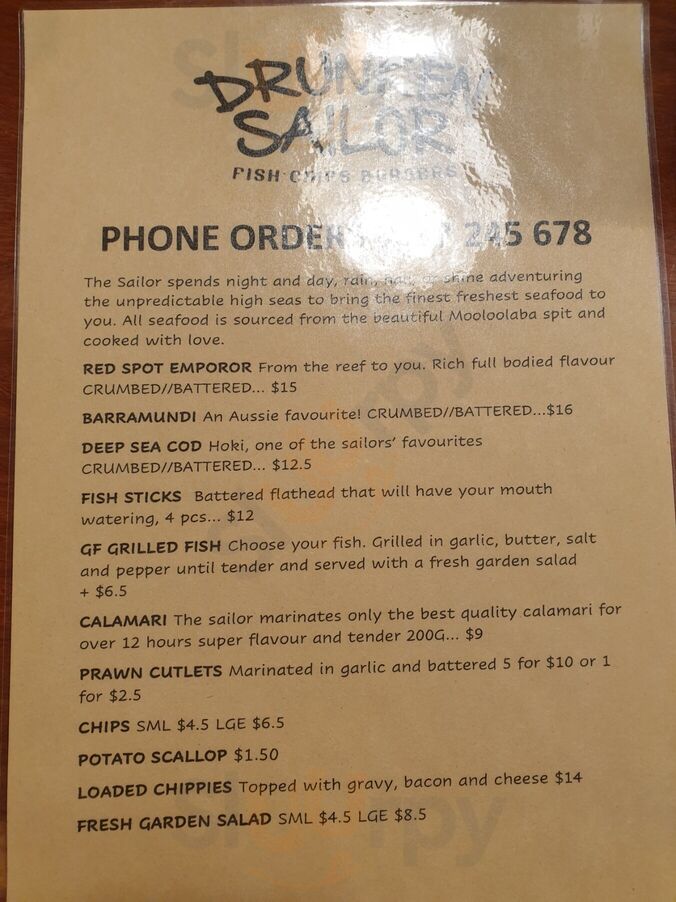 DRUNKEN
SAILOR
FISH CHIPS BURGERS
PHONE ORDERS 245 678
The Sailor spends night and day, rain, hail or shine adventuring
the unpredictable high seas to bring the finest freshest seafood to
you. All seafood is sourced from the beautiful Mooloolaba spit and
cooked with love.
RED SPOT EMPOROR From the reef to you. Rich full bodied flavour
CRUMBED//BATTERED... $15
BARRAMUNDI An Aussie favourite! CRUMBED//BATTERED...$16
DEEP SEA COD Hoki, one of the sailors' favourites
CRUMBED//BATTERED... $12.5
FISH STICKS Battered flathead that will have your mouth
watering, 4 pcs... $12
GF GRILLED FISH Choose your fish. Grilled in garlic, butter, salt
and pepper until tender and served with a fresh garden salad
+ $6.5
CALAMARI The sailor marinates only the best quality calamari for
over 12 hours super flavour and tender 200G... $9
PRAWN CUTLETS Marinated in garlic and battered 5 for $10 or 1
for $2.5
CHIPS SML $4.5 LGE $6.5
POTATO SCALLOP $1.50
LOADED CHIPPIES Topped with gravy, bacon and cheese $14
FRESH GARDEN SALAD SML $4.5 LGE $8.5